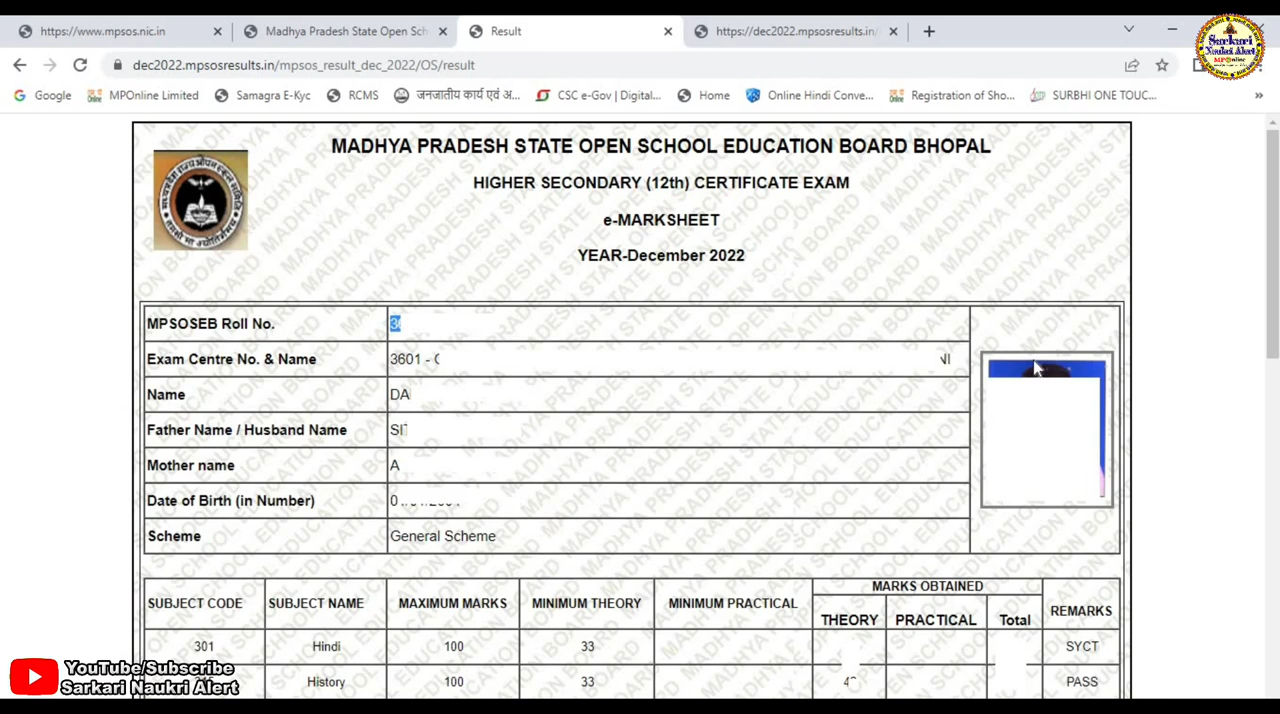 https://www.mpsos.nic.in
Madhya Pradesh State Open Sch
Result
https://dec2022.mpsosresults.in/
dec2022.mpsosresults.in/mpsos_result_dec_2022/OS/result
Sarkari
Naukri Alert
MPOnline
Google
MPOnline Limited
Samagra E-Kyc
RCMS
जनजातीय कार्य एवं अ...
CSC e-Gov | Digital...
Home
Online Hindi Conve...
Registration of Sho...
SURBHI ONE TOUC...
MADHYA PRADESH STATE OPEN SCHOOL EDUCATION BOARD BHOPAL
HIGHER SECONDARY (12th) CERTIFICATE EXAM
e-MARKSHEET
YEAR-December 2022
MPSOSEB Roll No.
Exam Centre No. & Name 3601 -
Name DA
Father Name / Husband Name
Mother name A
Date of Birth (in Number)
Scheme General Scheme
MARKS OBTAINED
SUBJECT CODE SUBJECT NAME MAXIMUM MARKS MINIMUM THEORY MINIMUM PRACTICAL THEORY PRACTICAL Total REMARKS
301 Hindi 100 33 SYCT
History 100 33 PASS
YouTube/Subscribe
Sarkari Naukri Alert